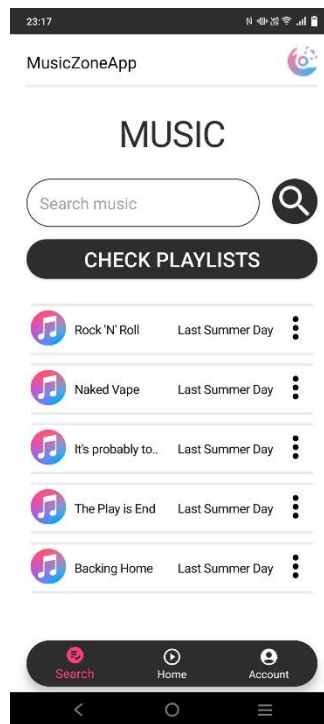 23:17
MusicZoneApp
MUSIC
Search music
CHECK PLAYLISTS
Rock 'N' Roll Last Summer Day
Naked Vape Last Summer Day
It's probably to.. Last Summer Day
The Play is End Last Summer Day
Backing Home Last Summer Day
Search Home Account